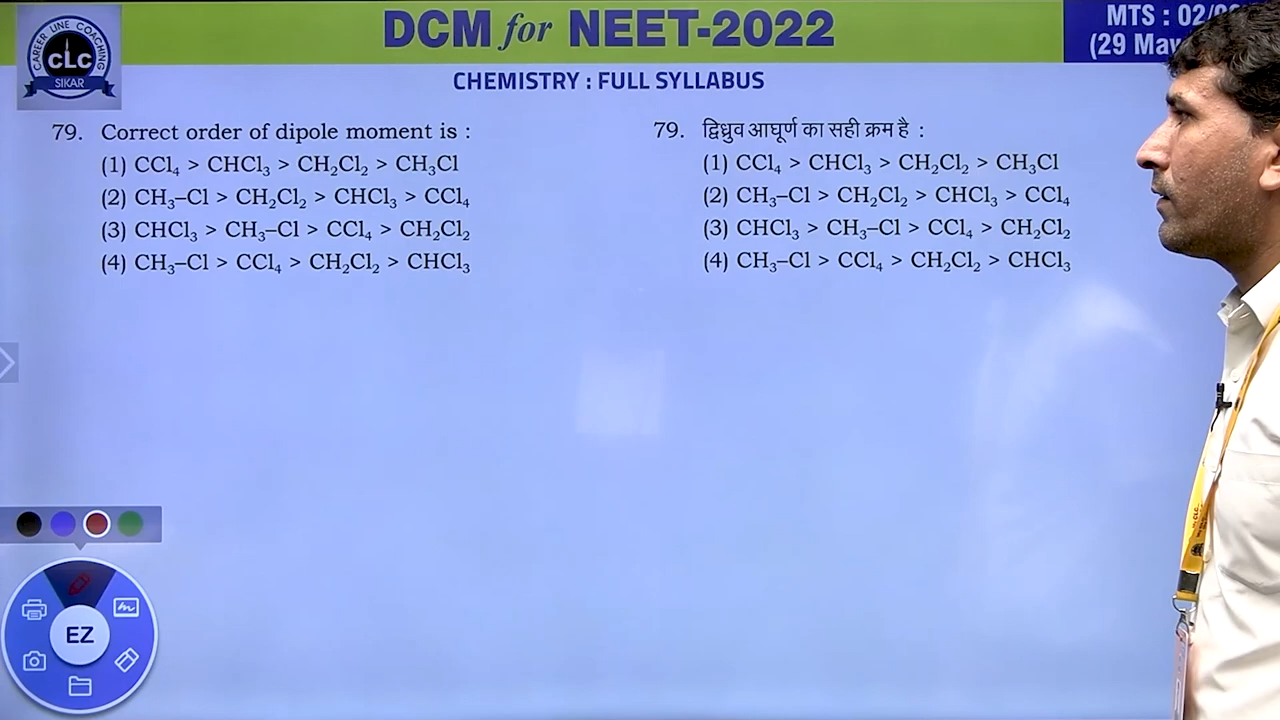 DCM for NEET-2022
MTS : 02/0
(29 May
CAREER LINE COACHING
CLC
SIKAR
CHEMISTRY : FULL SYLLABUS
79. Correct order of dipole moment is :
(1) CCl₄ > CHCl₃ > CH₂Cl₂ > CH₃Cl
(2) CH₃–Cl > CH₂Cl₂ > CHCl₃ > CCl₄
(3) CHCl₃ > CH₃–Cl > CCl₄ > CH₂Cl₂
(4) CH₃–Cl > CCl₄ > CH₂Cl₂ > CHCl₃
79. द्विध्रुव आघूर्ण का सही क्रम है :
(1) CCl₄ > CHCl₃ > CH₂Cl₂ > CH₃Cl
(2) CH₃–Cl > CH₂Cl₂ > CHCl₃ > CCl₄
(3) CHCl₃ > CH₃–Cl > CCl₄ > CH₂Cl₂
(4) CH₃–Cl > CCl₄ > CH₂Cl₂ > CHCl₃
EZ